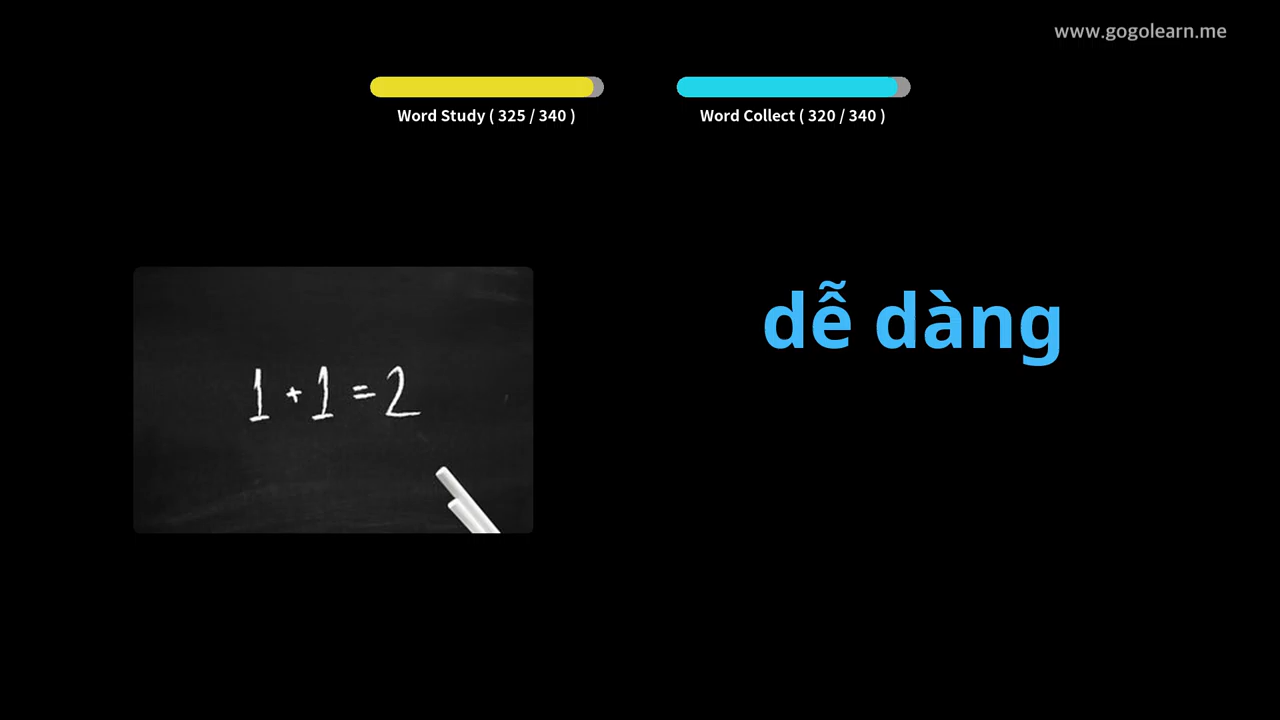 www.gogolearn.me
Word Study ( 325 / 340 )
Word Collect ( 320 / 340 )
dễ dàng
1 + 1 = 2